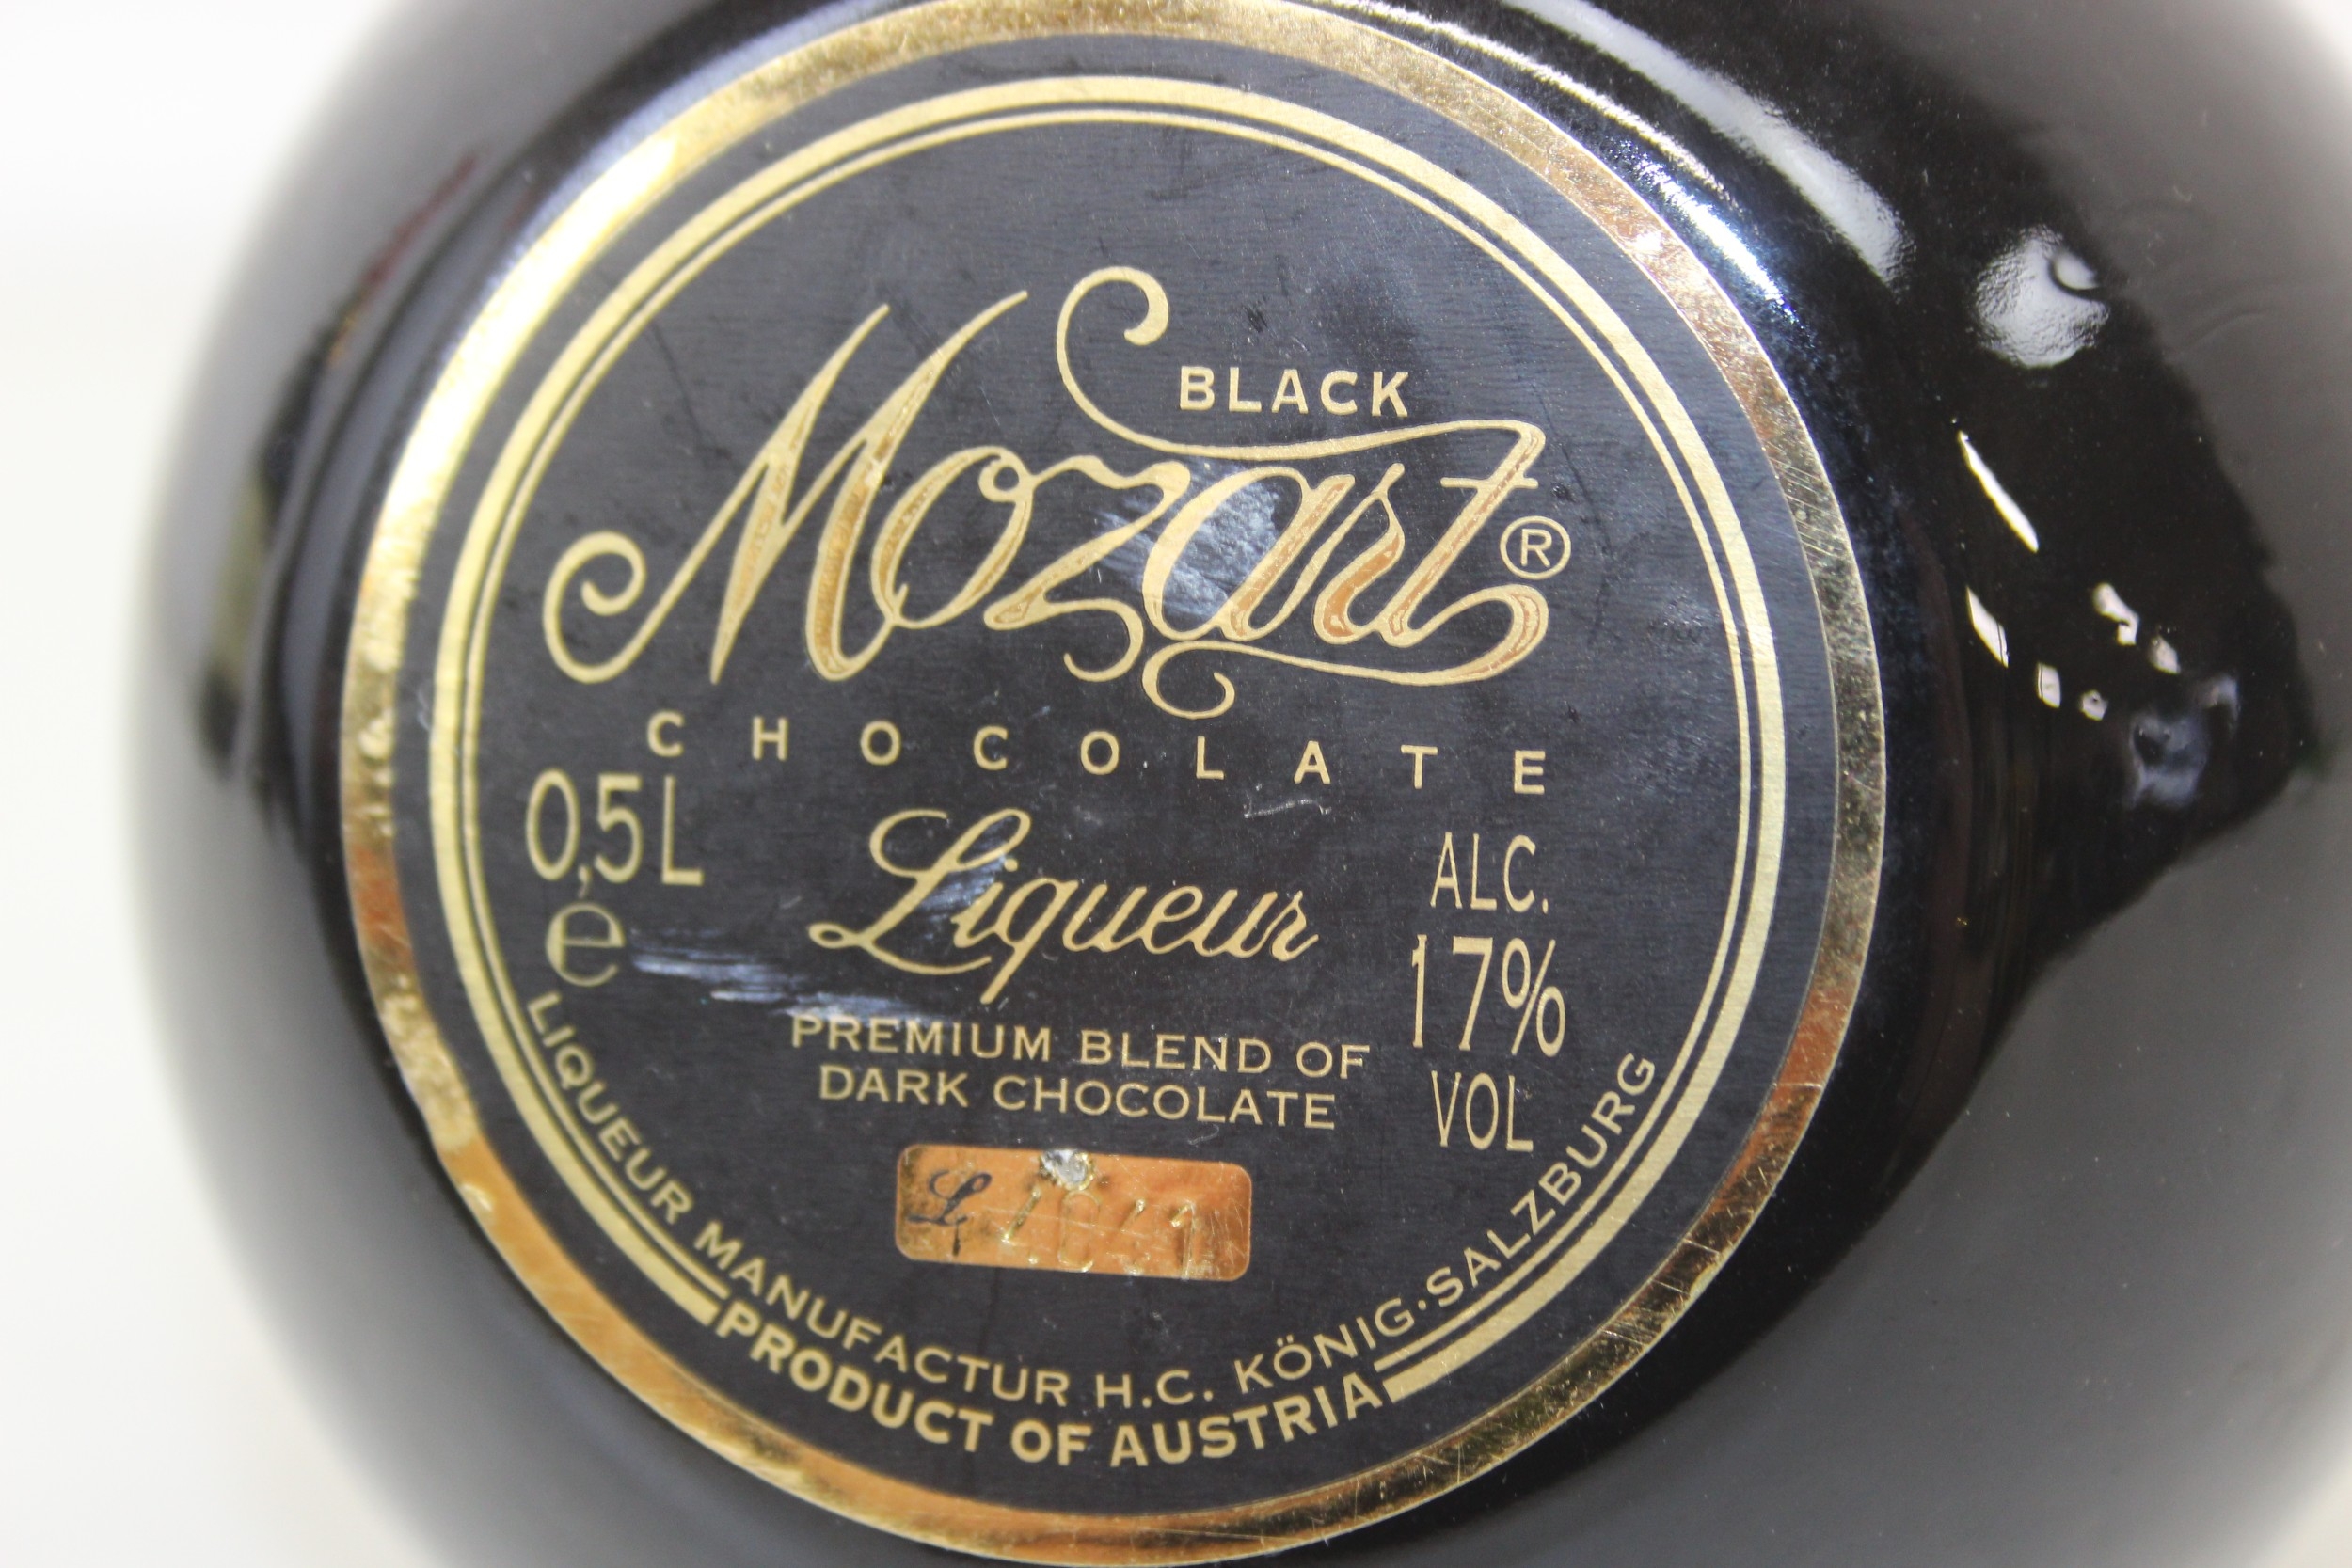 BLACK
Mozart®
CHOCOLATE
0,5L
e
Liqueur
ALC.
17%
VOL
PREMIUM BLEND OF
DARK CHOCOLATE
L
LIQUEUR MANUFACTUR H.C. KÖNIG·SALZBURG
PRODUCT OF AUSTRIA